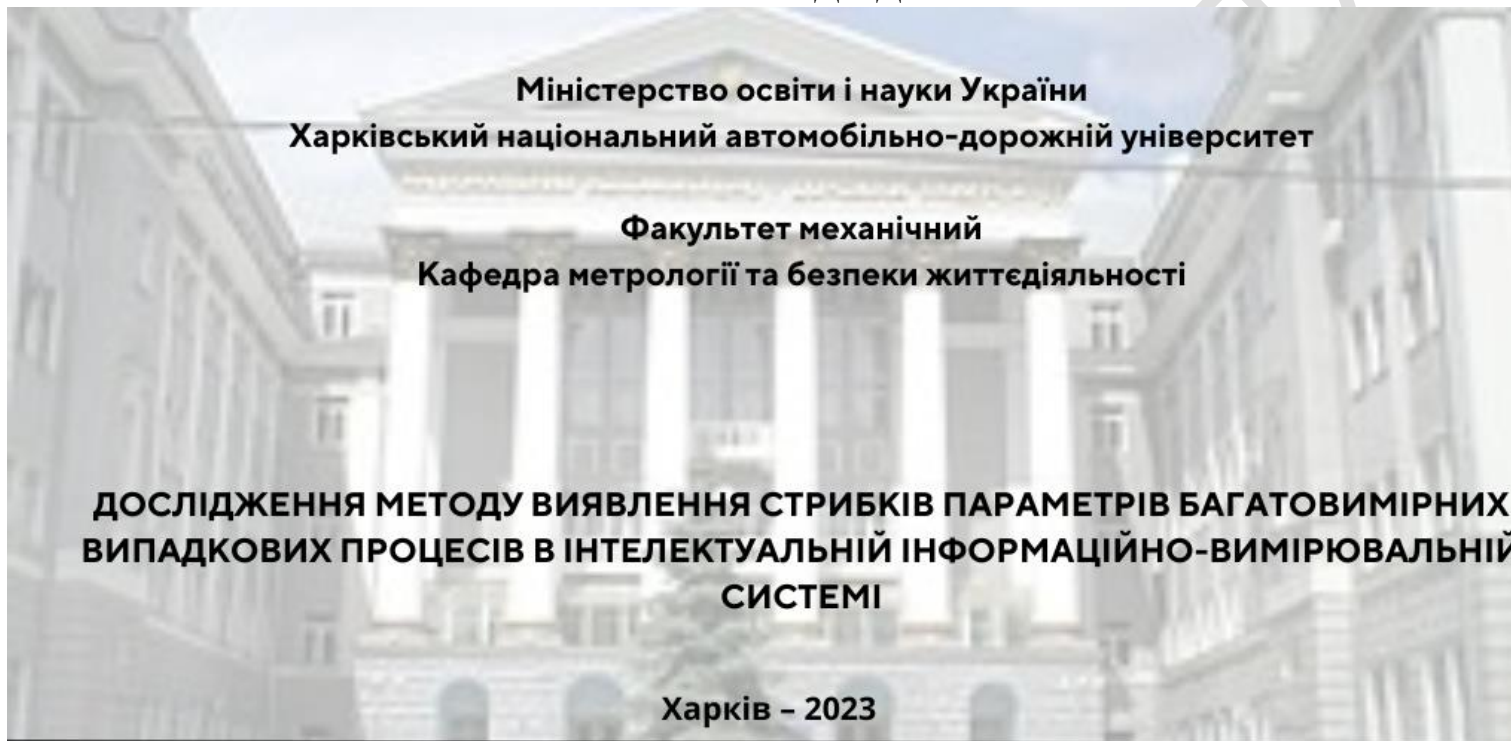 Міністерство освіти і науки України
Харківський національний автомобільно-дорожній університет
Факультет механічний
Кафедра метрології та безпеки життєдіяльності
ДОСЛІДЖЕННЯ МЕТОДУ ВИЯВЛЕННЯ СТРИБКІВ ПАРАМЕТРІВ БАГАТОВИМІРНИХ
ВИПАДКОВИХ ПРОЦЕСІВ В ІНТЕЛЕКТУАЛЬНІЙ ІНФОРМАЦІЙНО-ВИМІРЮВАЛЬНІЙ
СИСТЕМІ
Харків – 2023